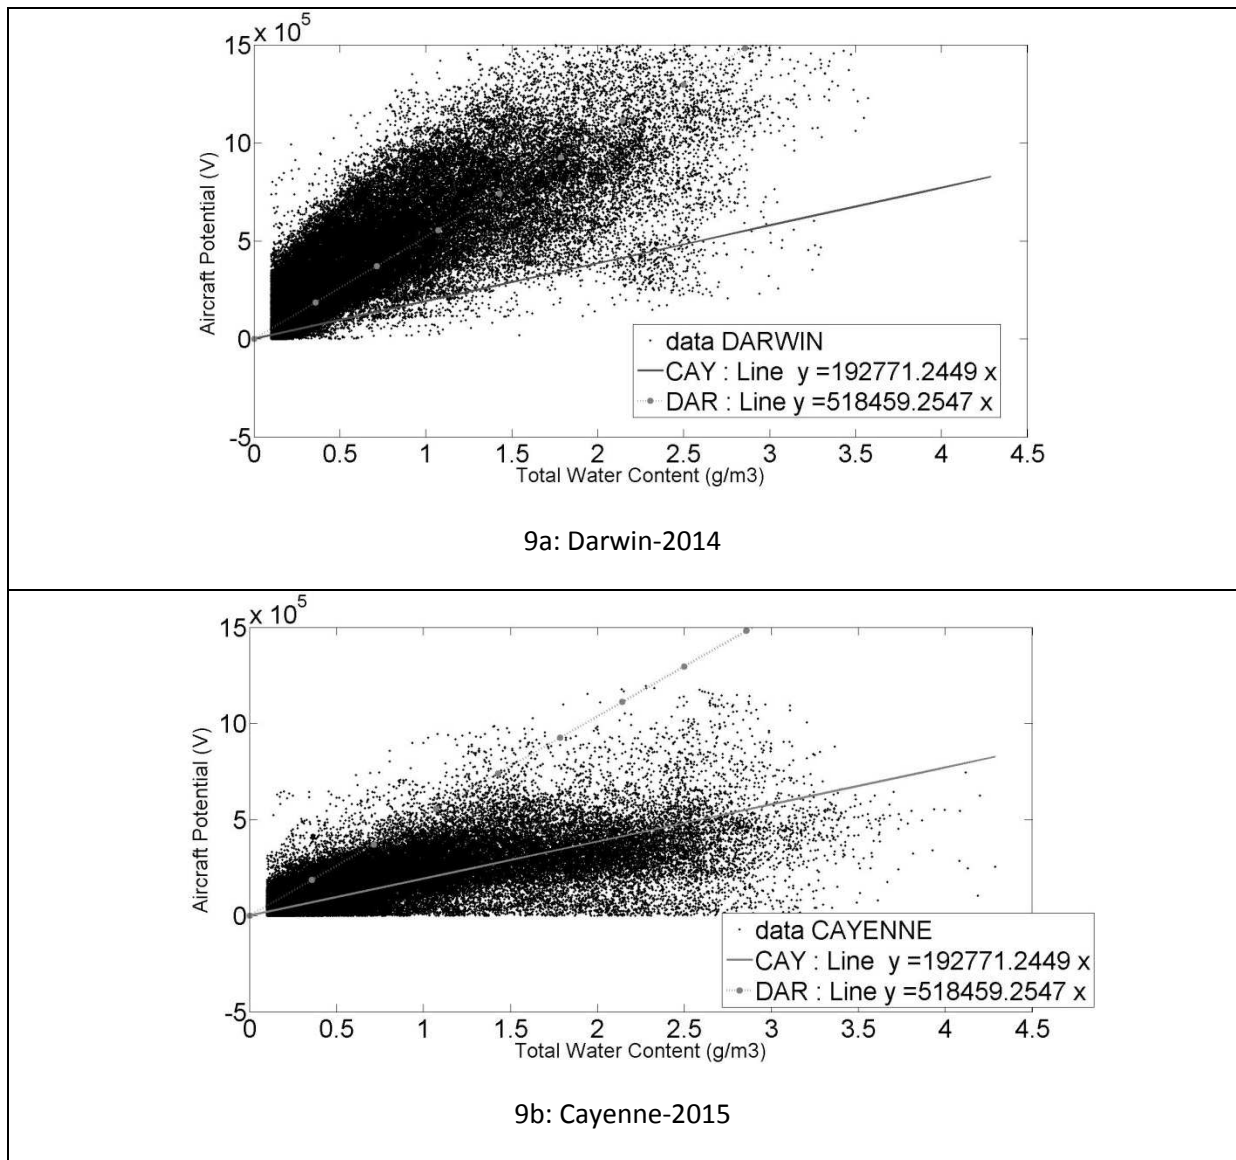 15 x 10 5
10
5
0
-5
Aircraft Potential (V)
data DARWIN
CAY : Line y =192771.2449 x
DAR : Line y =518459.2547 x
0 0.5 1 1.5 2 2.5 3 3.5 4 4.5
Total Water Content (g/m3)
9a: Darwin-2014
15 x 10 5
10
5
0
-5
Aircraft Potential (V)
data CAYENNE
CAY : Line y =192771.2449 x
DAR : Line y =518459.2547 x
0 0.5 1 1.5 2 2.5 3 3.5 4 4.5
Total Water Content (g/m3)
9b: Cayenne-2015